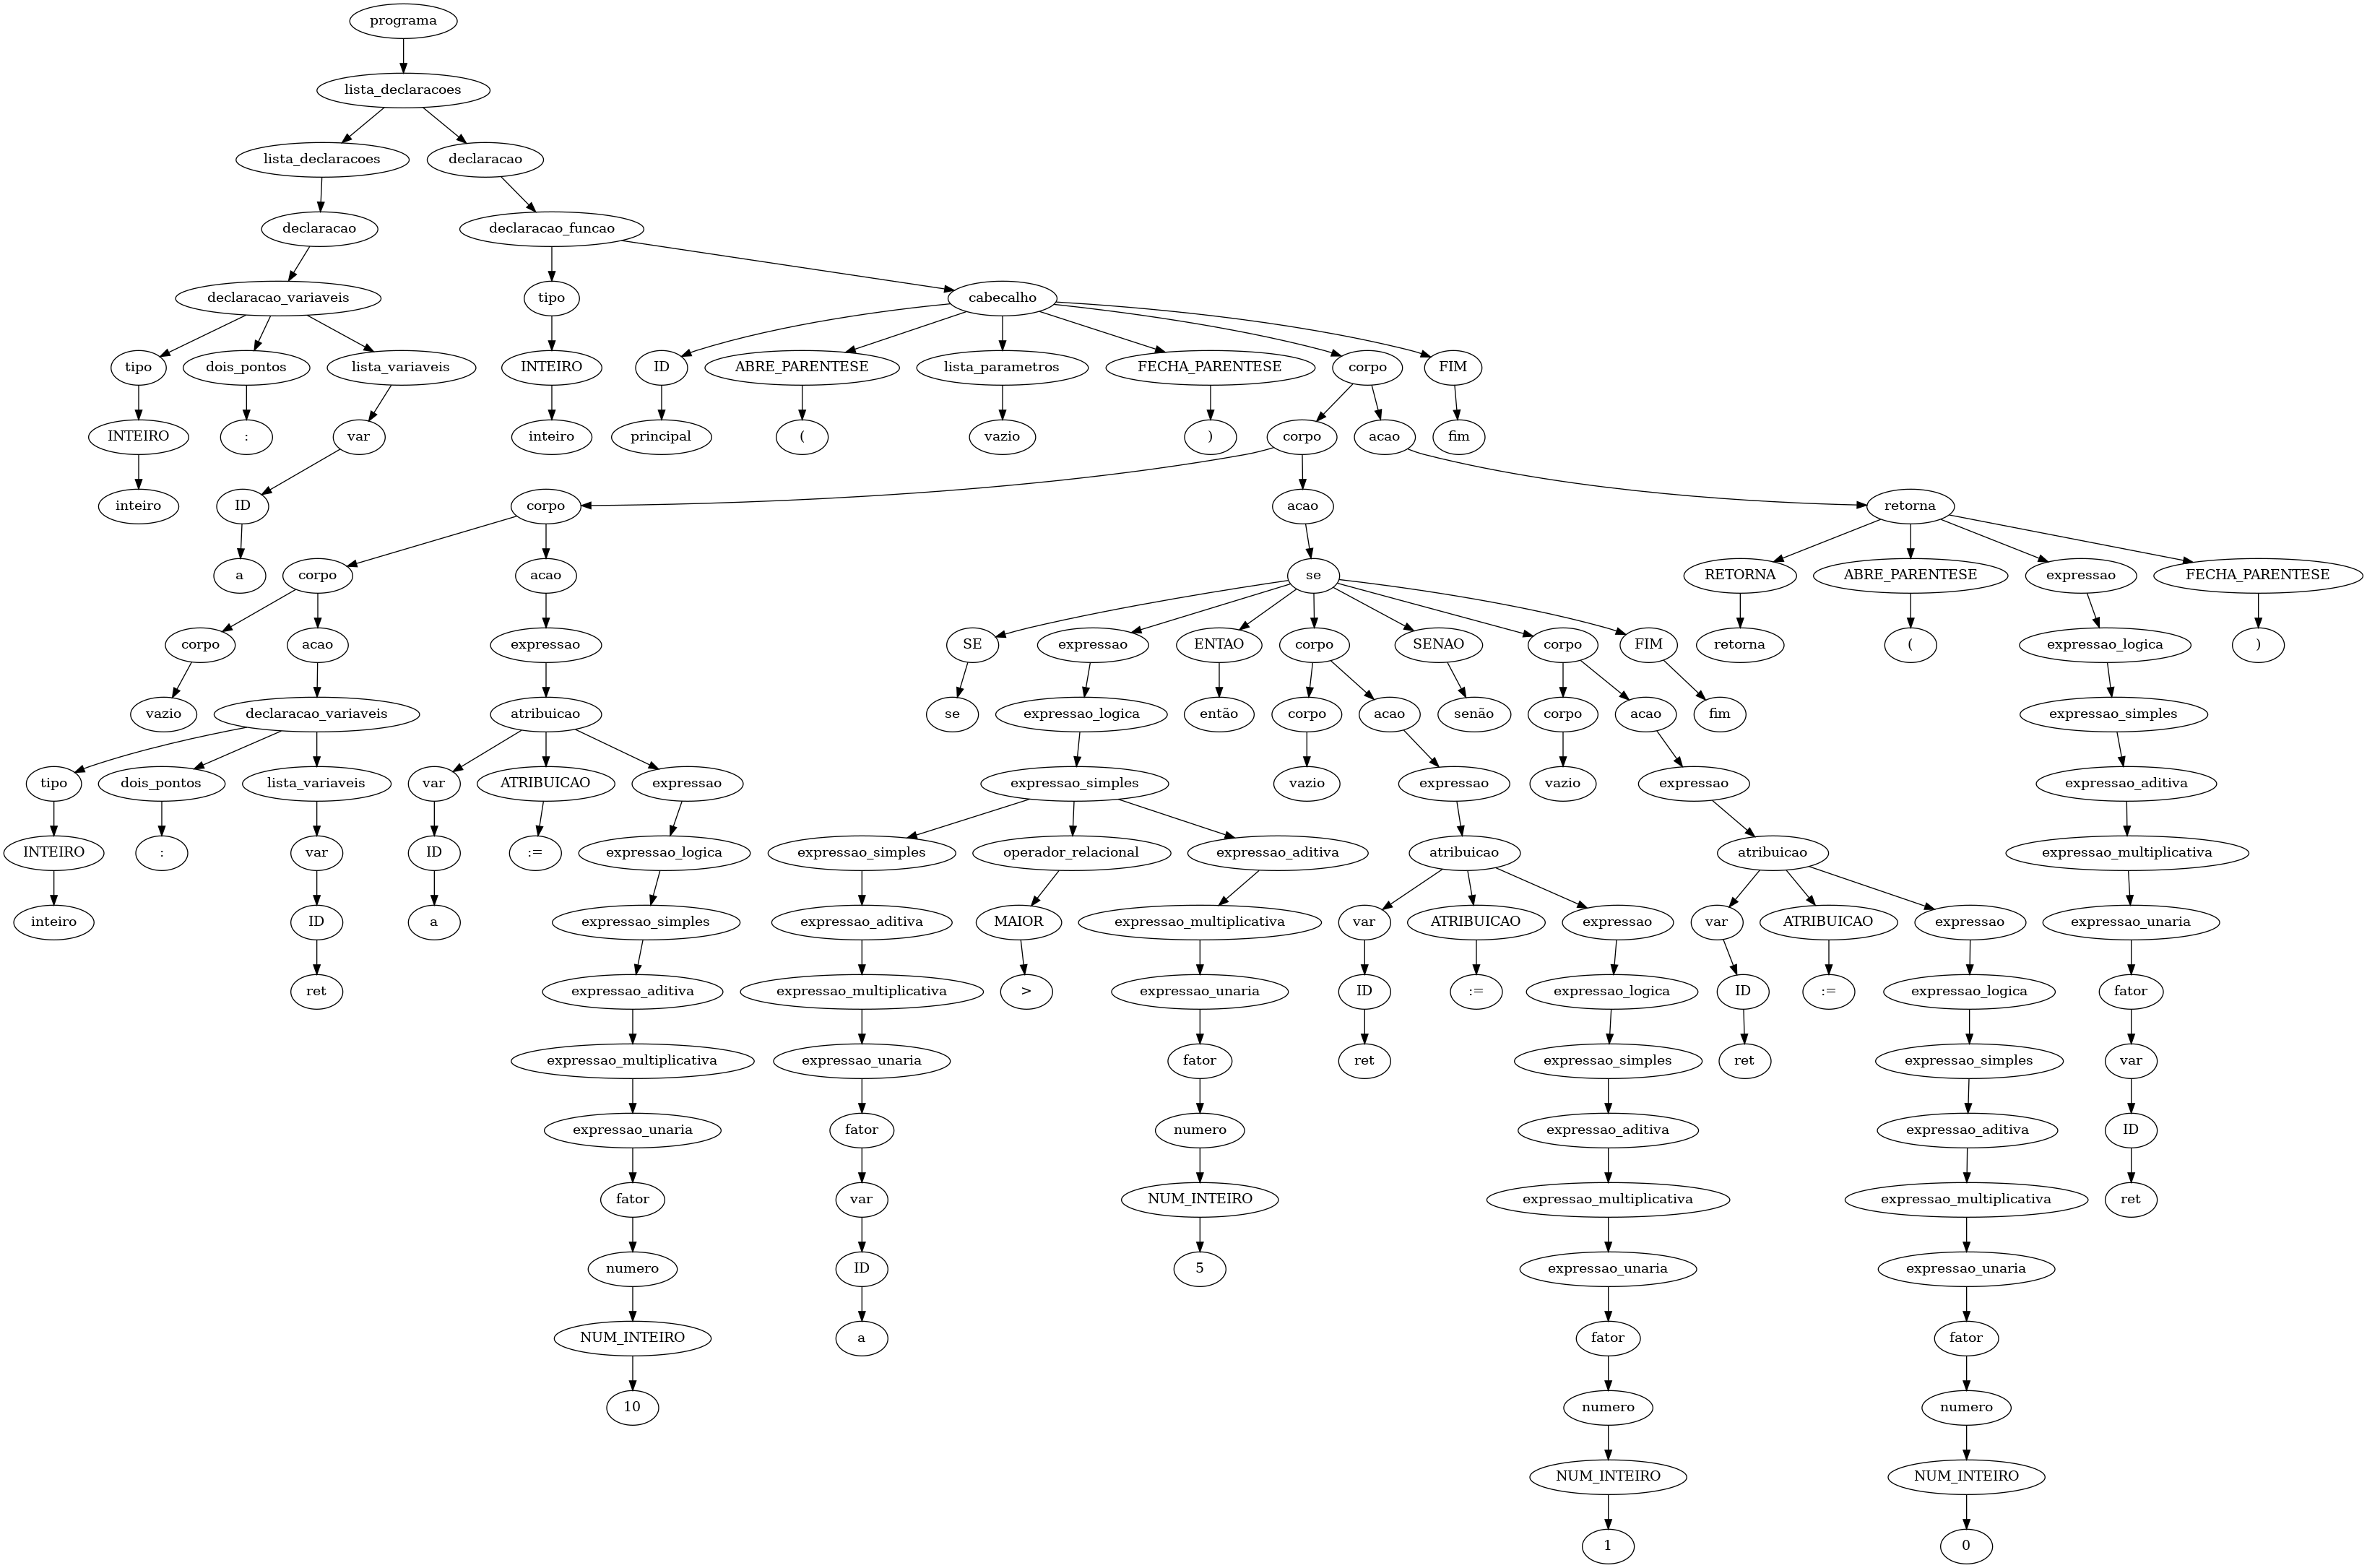 programa
lista_declaracoes
lista_declaracoes declaracao
declaracao declaracao_funcao
declaracao_variaveis tipo cabecalho
tipo dois_pontos lista_variaveis INTEIRO ID ABRE_PARENTESE lista_parametros FECHA_PARENTESE corpo FIM
INTEIRO : var inteiro principal ( vazio ) corpo acao fim
inteiro ID corpo acao retorna
a corpo acao se RETORNA ABRE_PARENTESE expressao FECHA_PARENTESE
corpo acao expressao SE expressao ENTAO corpo SENAO corpo FIM retorna ( expressao_logica )
vazio declaracao_variaveis atribuicao se expressao_logica então corpo acao senão corpo acao fim expressao_simples
tipo dois_pontos lista_variaveis var ATRIBUICAO expressao expressao_simples vazio expressao vazio expressao expressao_aditiva
INTEIRO : var ID := expressao_logica expressao_simples operador_relacional expressao_aditiva atribuicao atribuicao expressao_multiplicativa
inteiro ID a expressao_simples expressao_aditiva MAIOR expressao_multiplicativa var ATRIBUICAO expressao var ATRIBUICAO expressao expressao_unaria
ret expressao_aditiva expressao_multiplicativa > expressao_unaria ID := expressao_logica ID := expressao_logica fator
expressao_multiplicativa expressao_unaria fator ret expressao_simples ret expressao_simples var
expressao_unaria fator numero expressao_aditiva expressao_aditiva ID
fator var NUM_INTEIRO expressao_multiplicativa expressao_multiplicativa ret
numero ID 5 expressao_unaria expressao_unaria
NUM_INTEIRO a fator fator
10 numero numero
NUM_INTEIRO NUM_INTEIRO
1 0